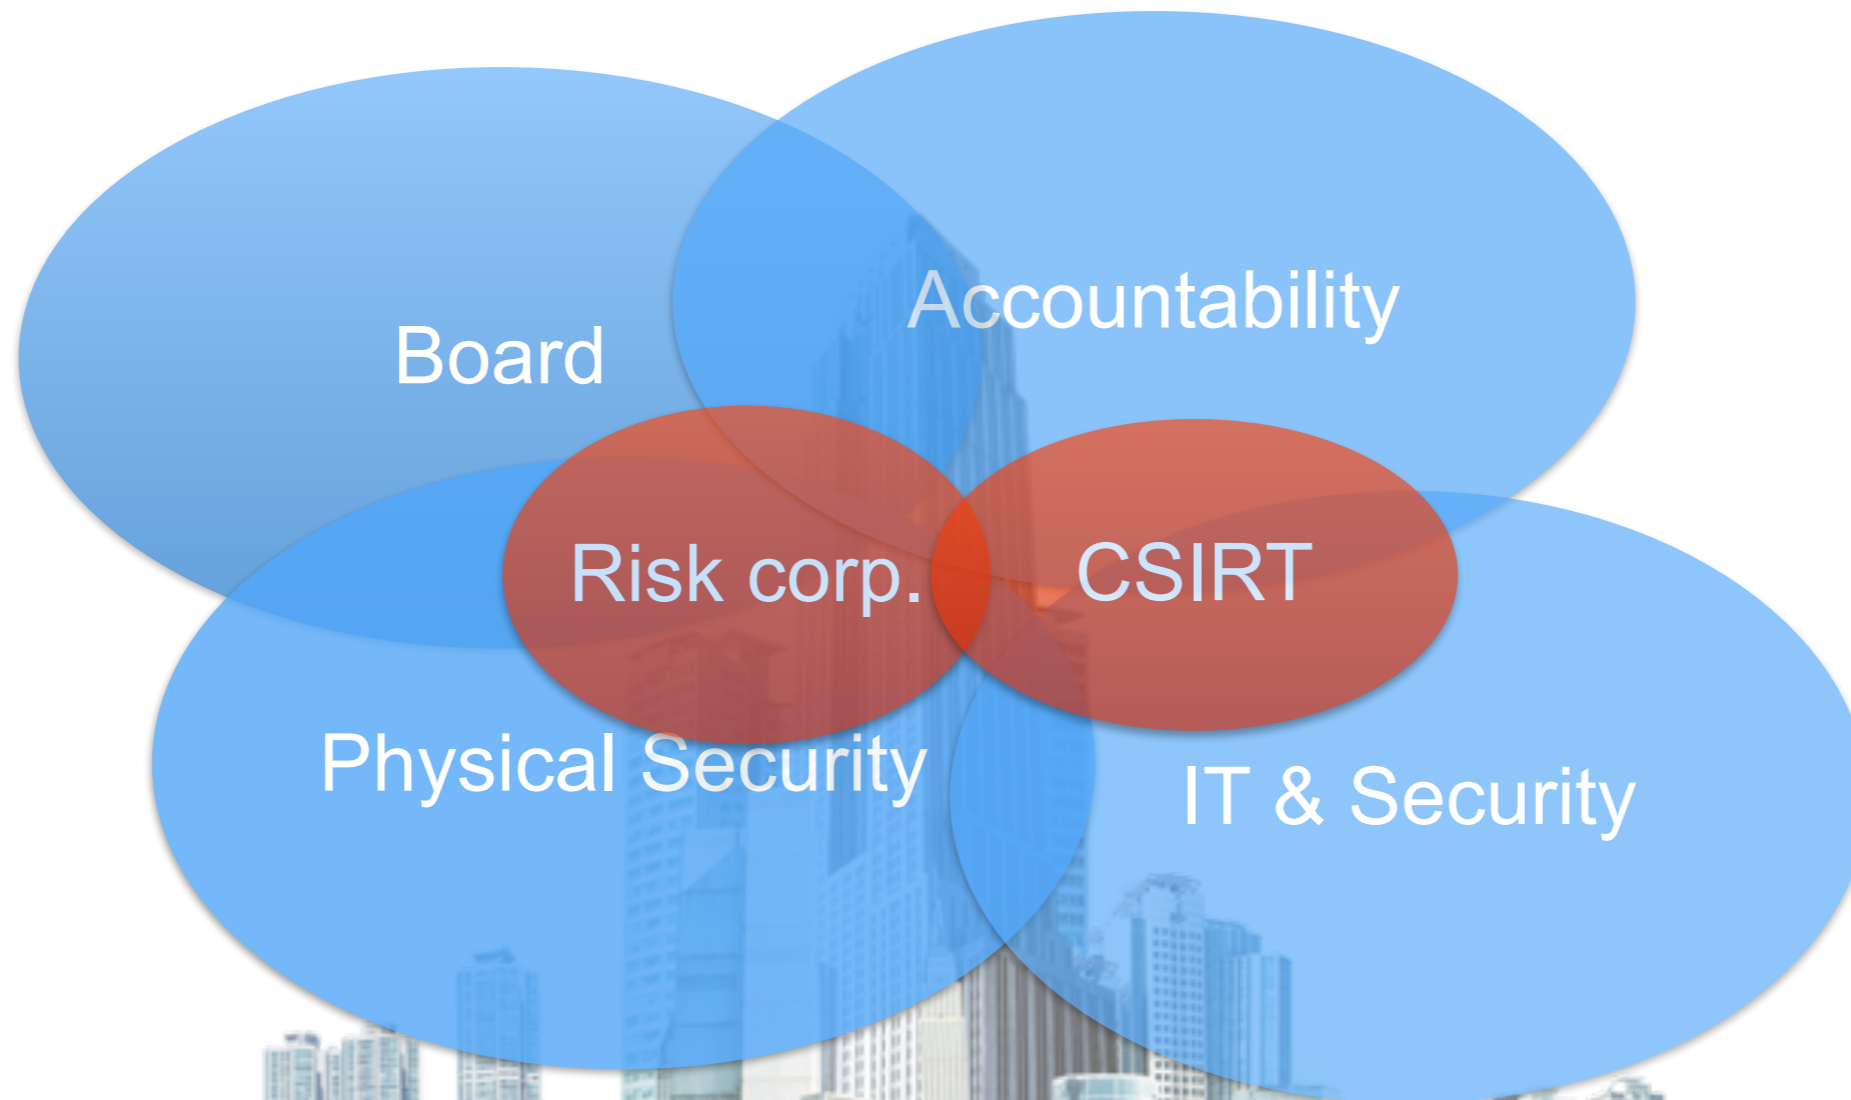 Board
Accountability
Risk corp.
CSIRT
Physical Security
IT & Security